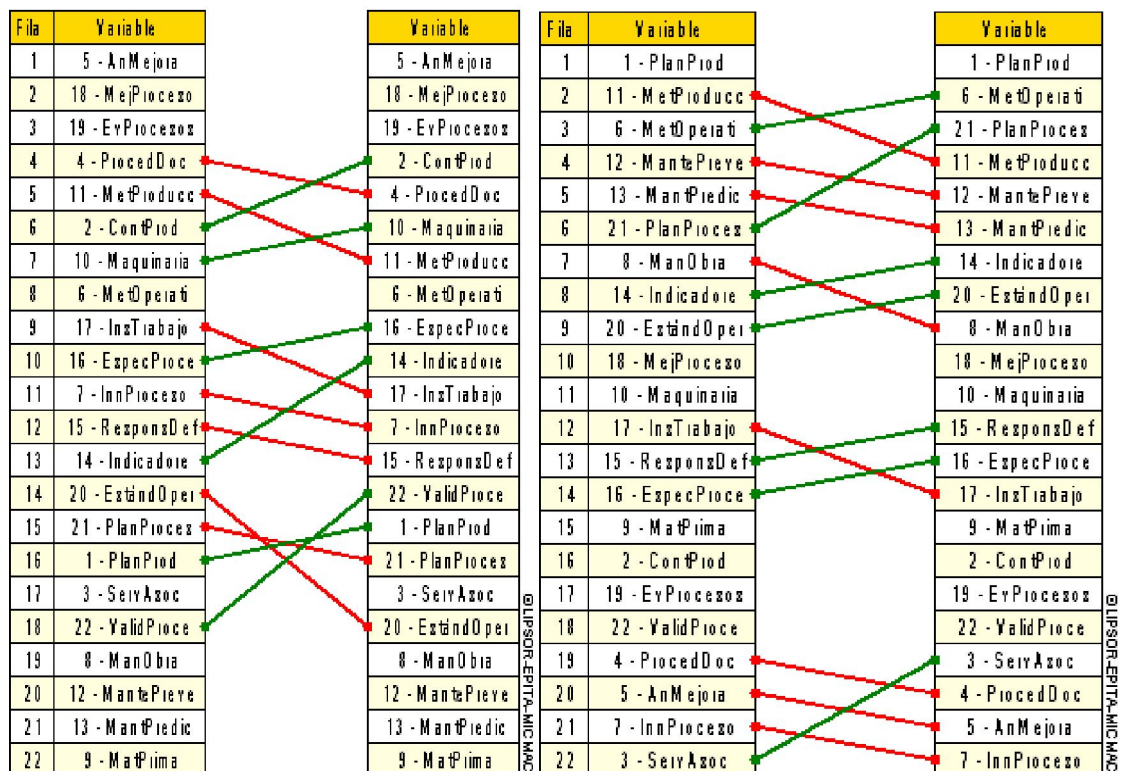 Fila Variable Variable
1 5 - AnMejora 5 - AnMejora
2 18 - MejProceso 18 - MejProceso
3 19 - EvProcesos 19 - EvProcesos
4 4 - ProcedDoc 2 - ContProd
5 11 - MetProducc 4 - ProcedDoc
6 2 - ContProd 10 - Maquinaria
7 10 - Maquinaria 11 - MetProducc
8 6 - MetOperati 6 - MetOperati
9 17 - InsTrabajo 16 - EspecProce
10 16 - EspecProce 14 - Indicadore
11 7 - InnProceso 17 - InsTrabajo
12 15 - ResponsDef 7 - InnProceso
13 14 - Indicadore 15 - ResponsDef
14 20 - EstándOper 22 - ValidProce
15 21 - PlanProces 1 - PlanProd
16 1 - PlanProd 21 - PlanProces
17 3 - ServAsoc 3 - ServAsoc
18 22 - ValidProce 20 - EstándOper
19 8 - ManObra 8 - ManObra
20 12 - MantePreve 12 - MantePreve
21 13 - MantPredic 13 - MantPredic
22 9 - MatPrima 9 - MatPrima
© LIPSOR-EPITA-MICMAC
Fila Variable Variable
1 1 - PlanProd 1 - PlanProd
2 11 - MetProducc 6 - MetOperati
3 6 - MetOperati 21 - PlanProces
4 12 - MantePreve 11 - MetProducc
5 13 - MantPredic 12 - MantePreve
6 21 - PlanProces 13 - MantPredic
7 8 - ManObra 14 - Indicadore
8 14 - Indicadore 20 - EstándOper
9 20 - EstándOper 8 - ManObra
10 18 - MejProceso 18 - MejProceso
11 10 - Maquinaria 10 - Maquinaria
12 17 - InsTrabajo 15 - ResponsDef
13 15 - ResponsDef 16 - EspecProce
14 16 - EspecProce 17 - InsTrabajo
15 9 - MatPrima 9 - MatPrima
16 2 - ContProd 2 - ContProd
17 19 - EvProcesos 19 - EvProcesos
18 22 - ValidProce 22 - ValidProce
19 4 - ProcedDoc 3 - ServAsoc
20 5 - AnMejora 4 - ProcedDoc
21 7 - InnProceso 5 - AnMejora
22 3 - ServAsoc 7 - InnProceso
© LIPSOR-EPITA-MICMAC